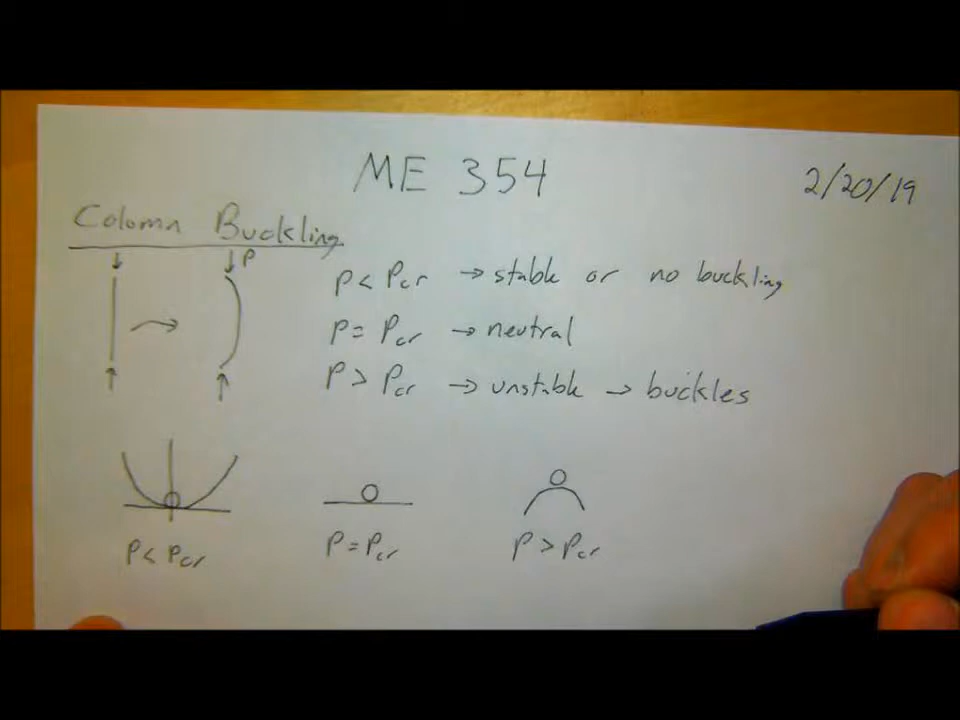 ME 354
2/20/19
Column Buckling
P
P < Pcr → stable or no buckling
P = Pcr → neutral
P > Pcr → unstable → buckles
P < Pcr
P = Pcr
P > Pcr